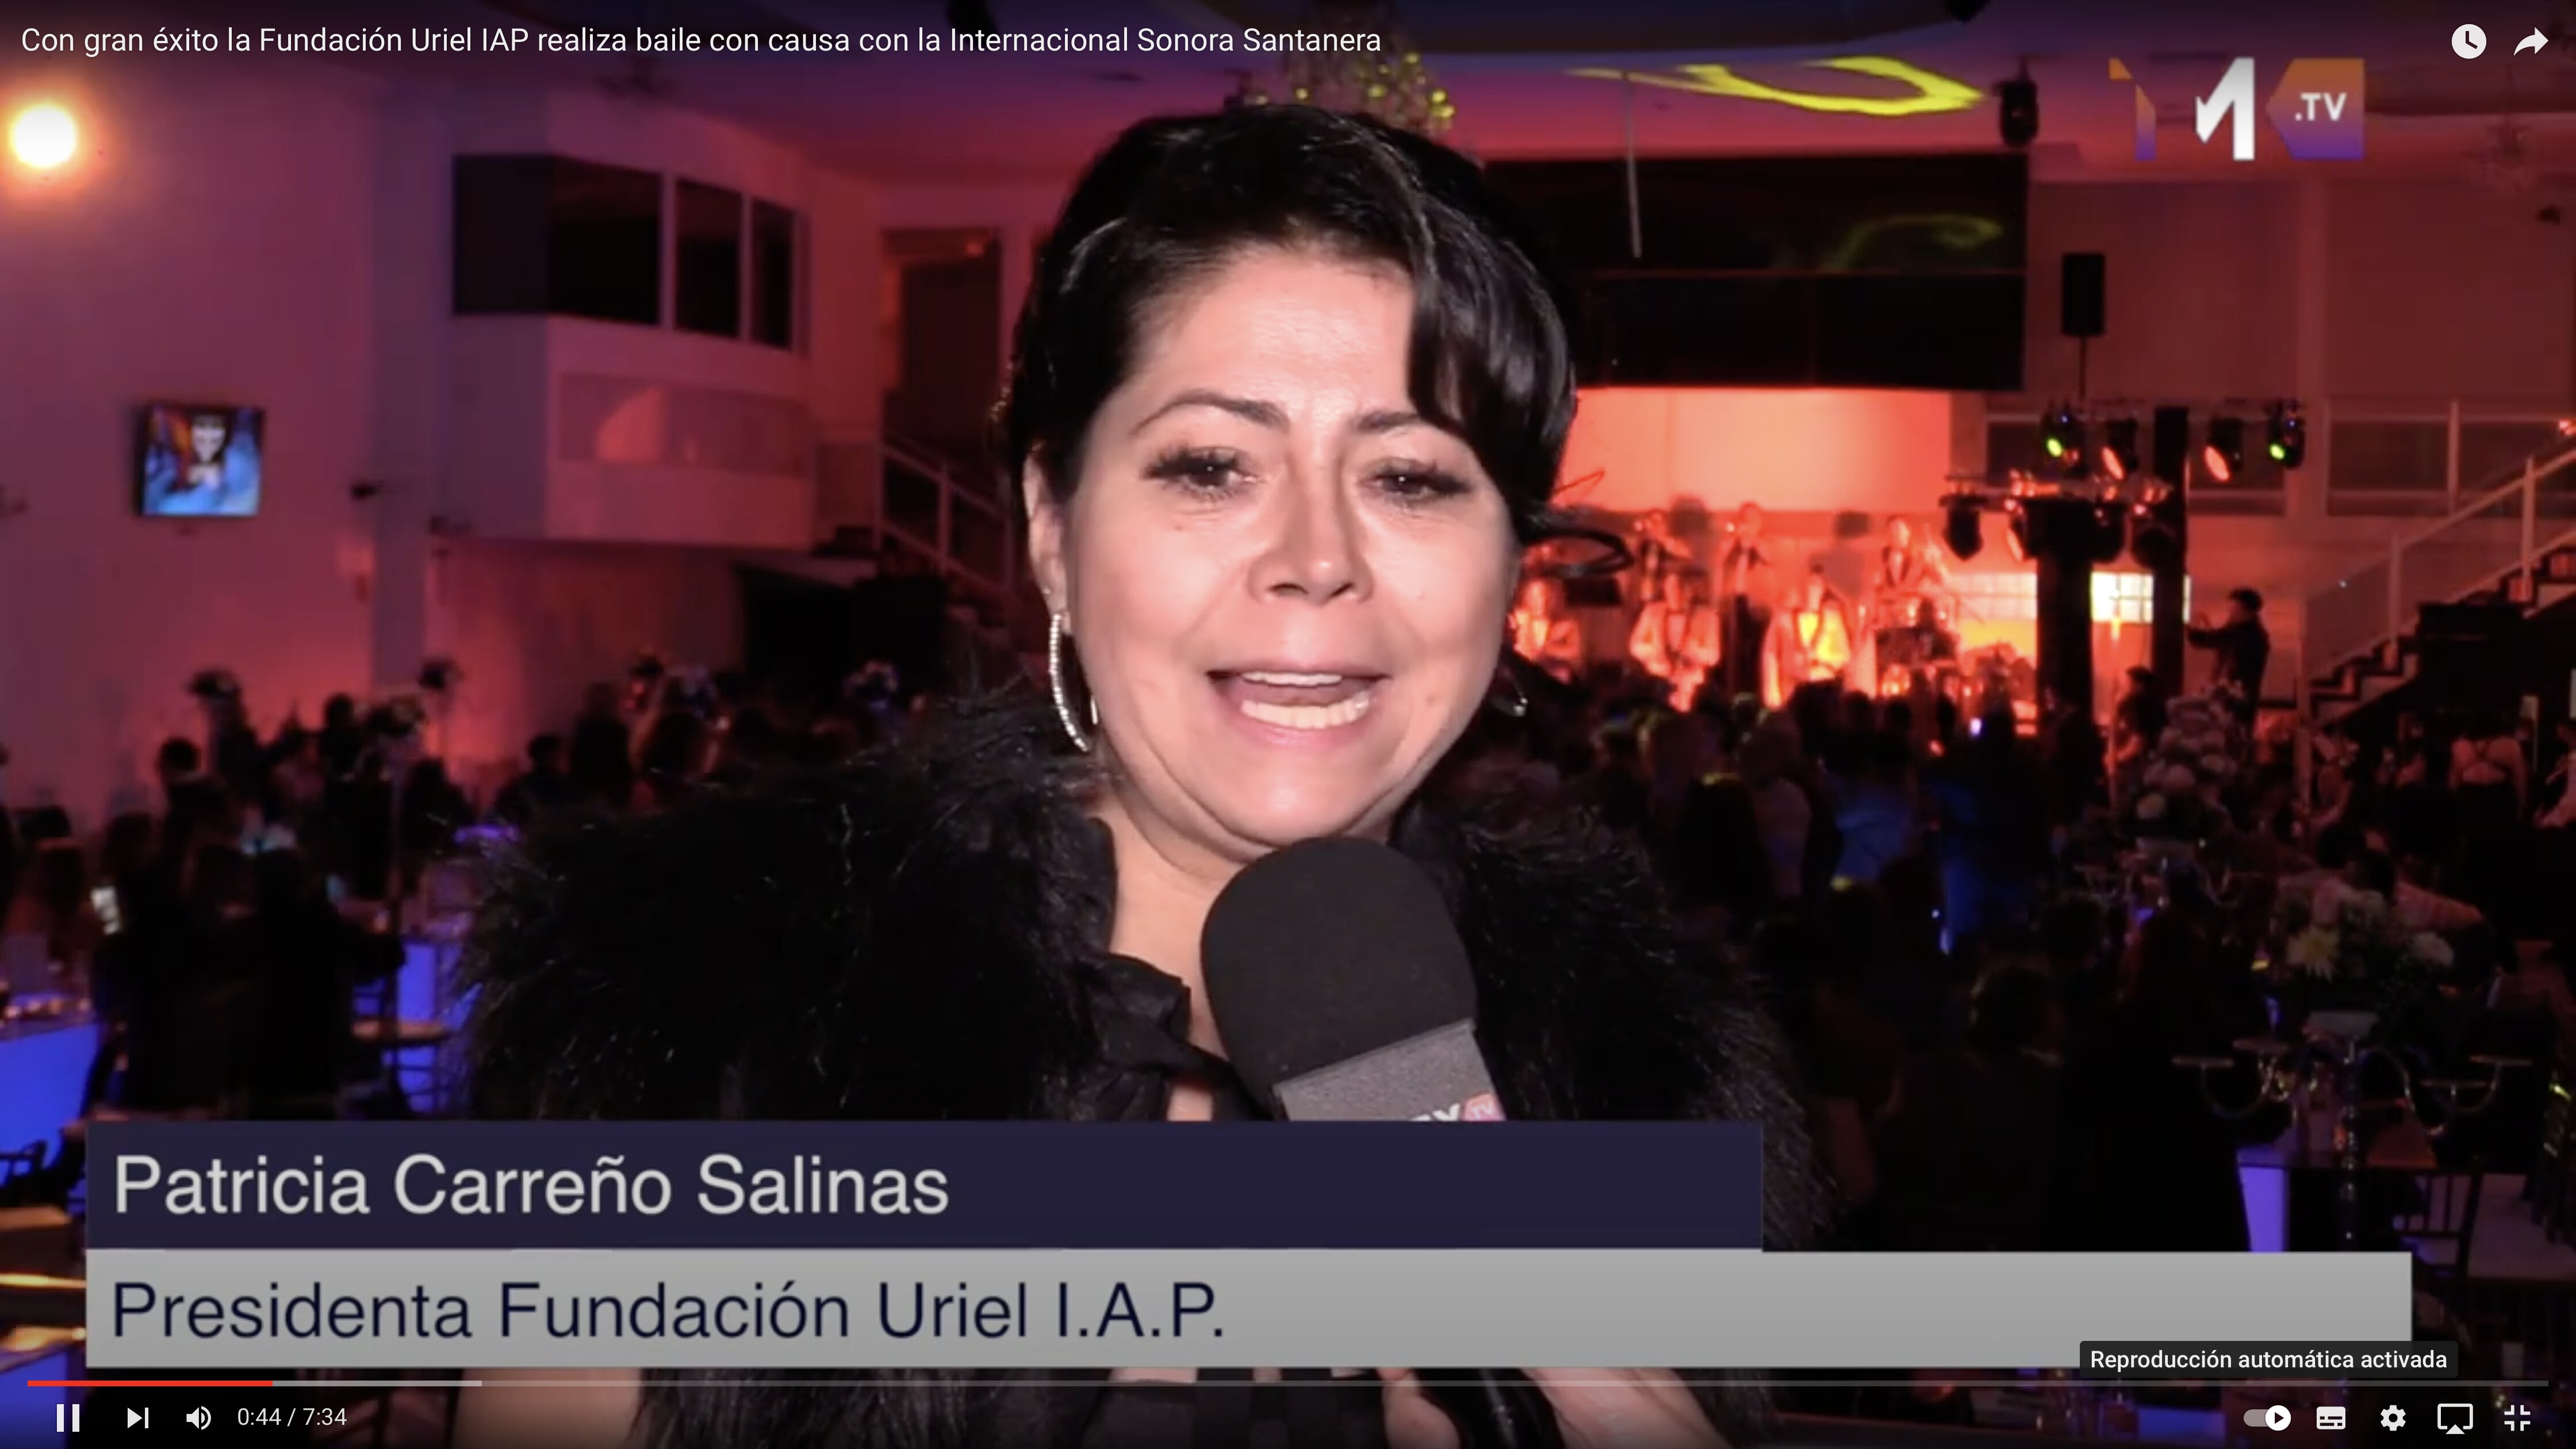 Con gran éxito la Fundación Uriel IAP realiza baile con causa con la Internacional Sonora Santanera
M .TV
Patricia Carreño Salinas
Presidenta Fundación Uriel I.A.P.
Reproducción automática activada
0:44 / 7:34